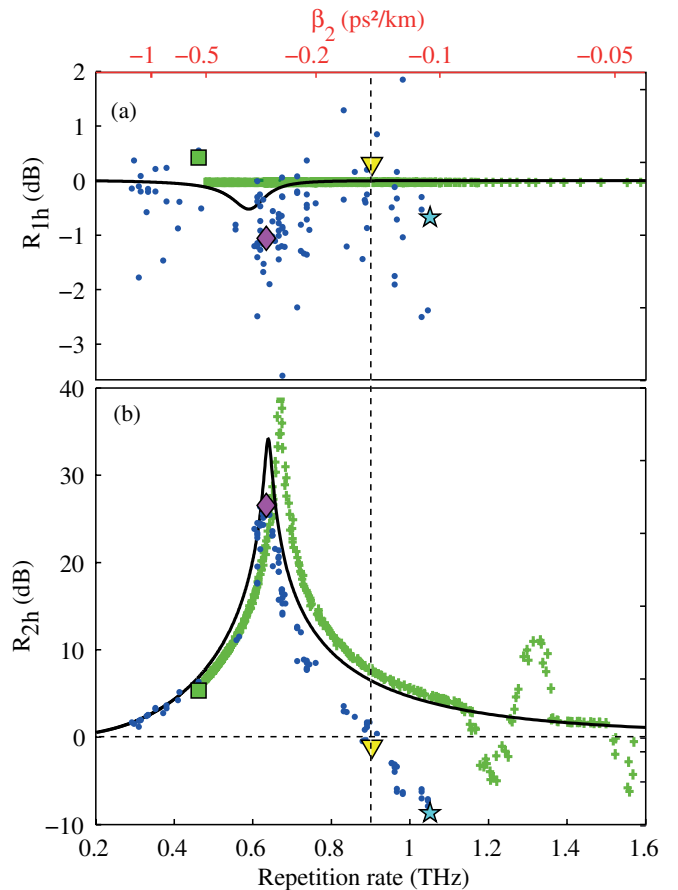 β₂ (ps²/km)
−1 −0.5 −0.2 −0.1 −0.05
(a)
R₁ₕ (dB)
2
1
0
−1
−2
−3
(b)
R₂ₕ (dB)
40
30
20
10
0
−10
0.2 0.4 0.6 0.8 1 1.2 1.4 1.6
Repetition rate (THz)